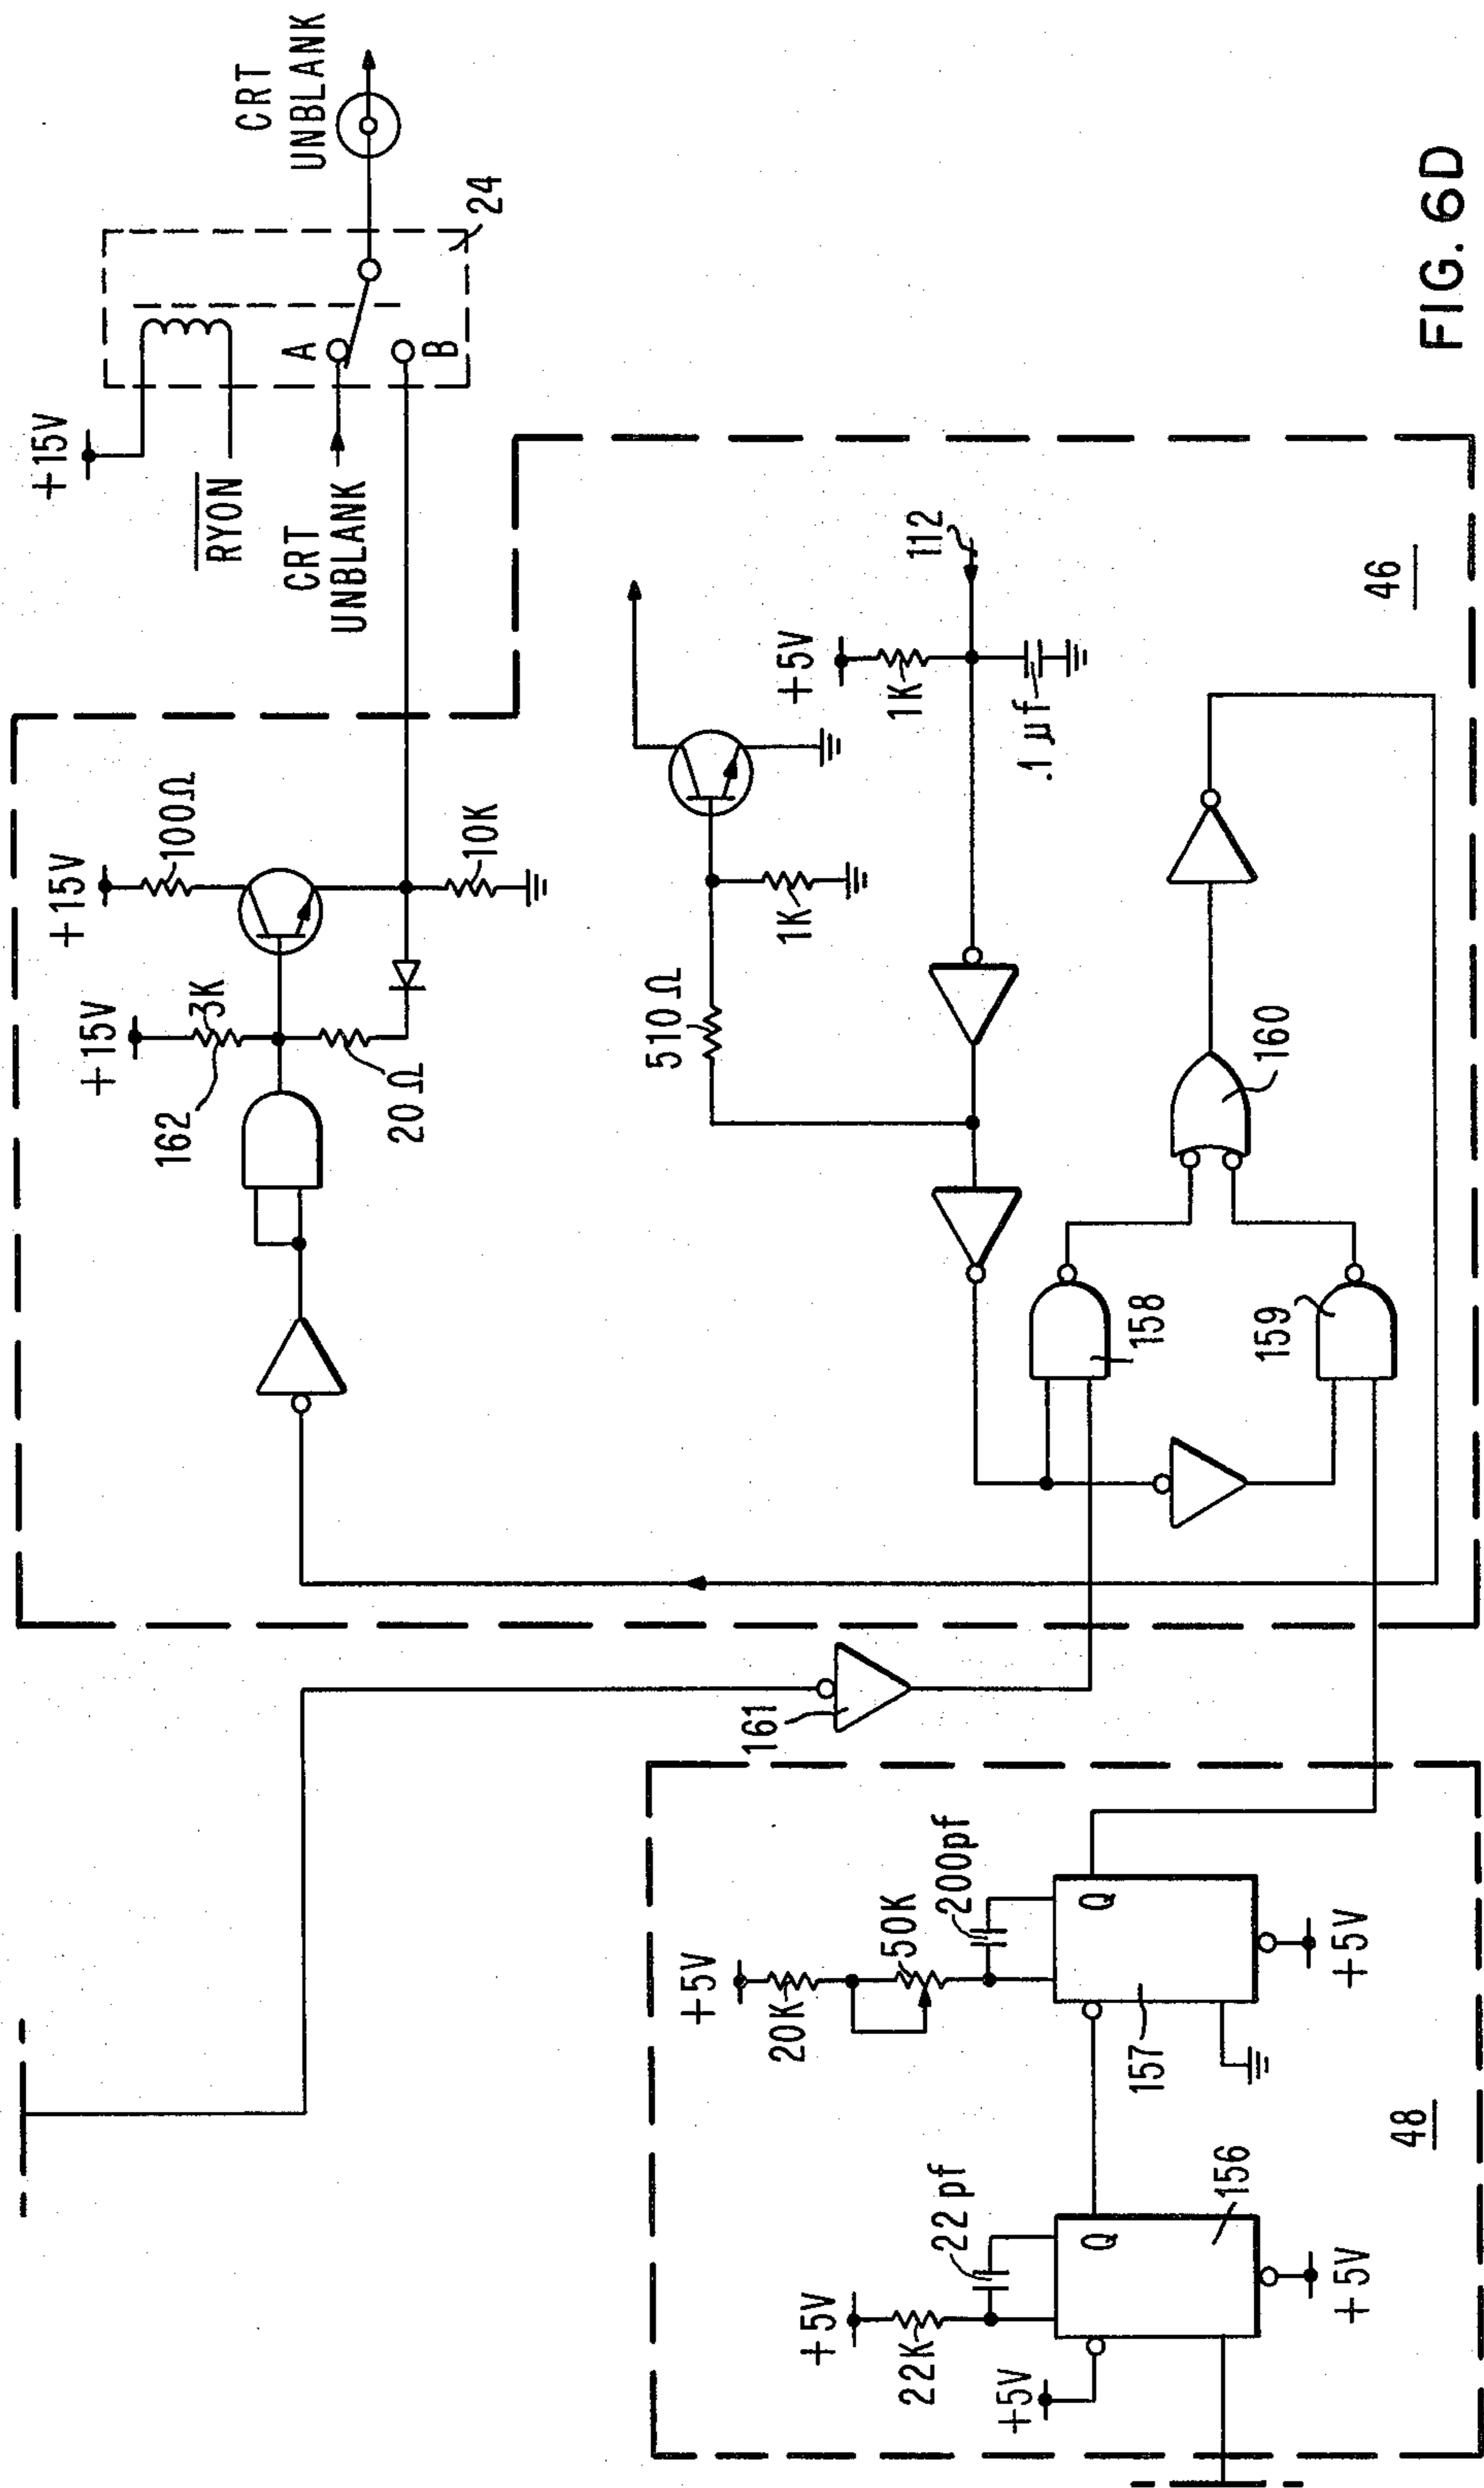 CRT
UNBLANK
24
+15V
RYON
A
B
CRT
UNBLANK
+15V
100Ω
10K
+15V
3K
162
20Ω
112
+5V
1K
.1 μf
510Ω
1K
46
160
158
159
161
+5V
20K
50K
200pf
Q
157
+5V
48
+5V
22K
22 pf
Q
156
+5V
+5V
FIG. 6D